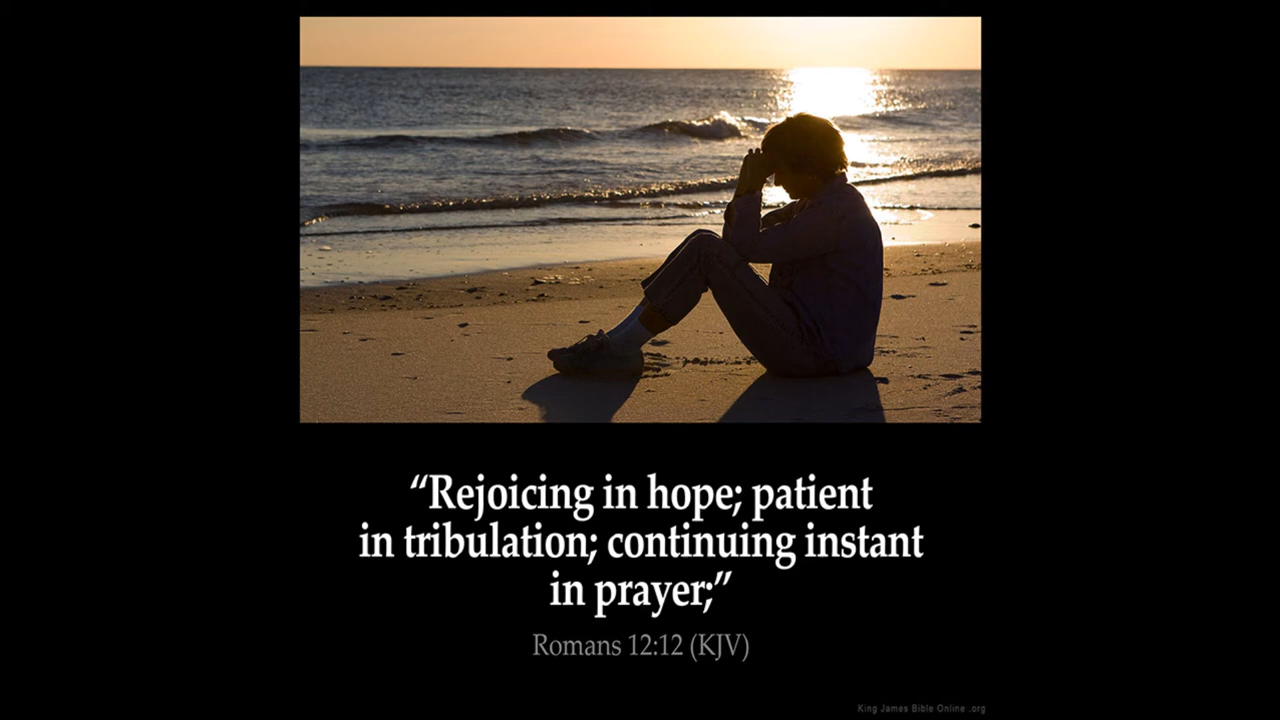 “Rejoicing in hope; patient
in tribulation; continuing instant
in prayer;”
Romans 12:12 (KJV)
King James Bible Online .org